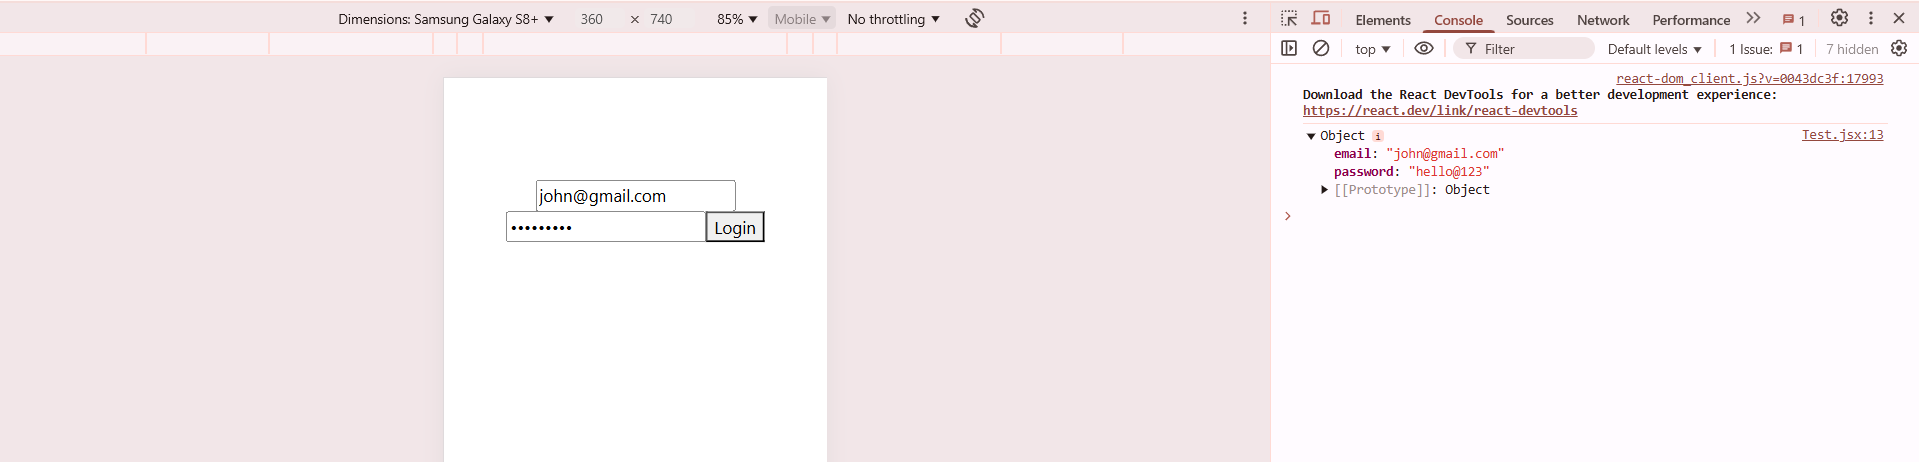 Dimensions: Samsung Galaxy S8+ ▼ 360 × 740 85% ▼ Mobile ▼ No throttling ▼
Elements Console Sources Network Performance 1
top ▼ Filter Default levels ▼ 1 Issue: 1 7 hidden
react-dom_client.js?v=0043dc3f:17993
Download the React DevTools for a better development experience:
https://react.dev/link/react-devtools
▼ Object i Test.jsx:13
email: "john@gmail.com"
password: "hello@123"
▶ [[Prototype]]: Object
john@gmail.com
••••••••• Login